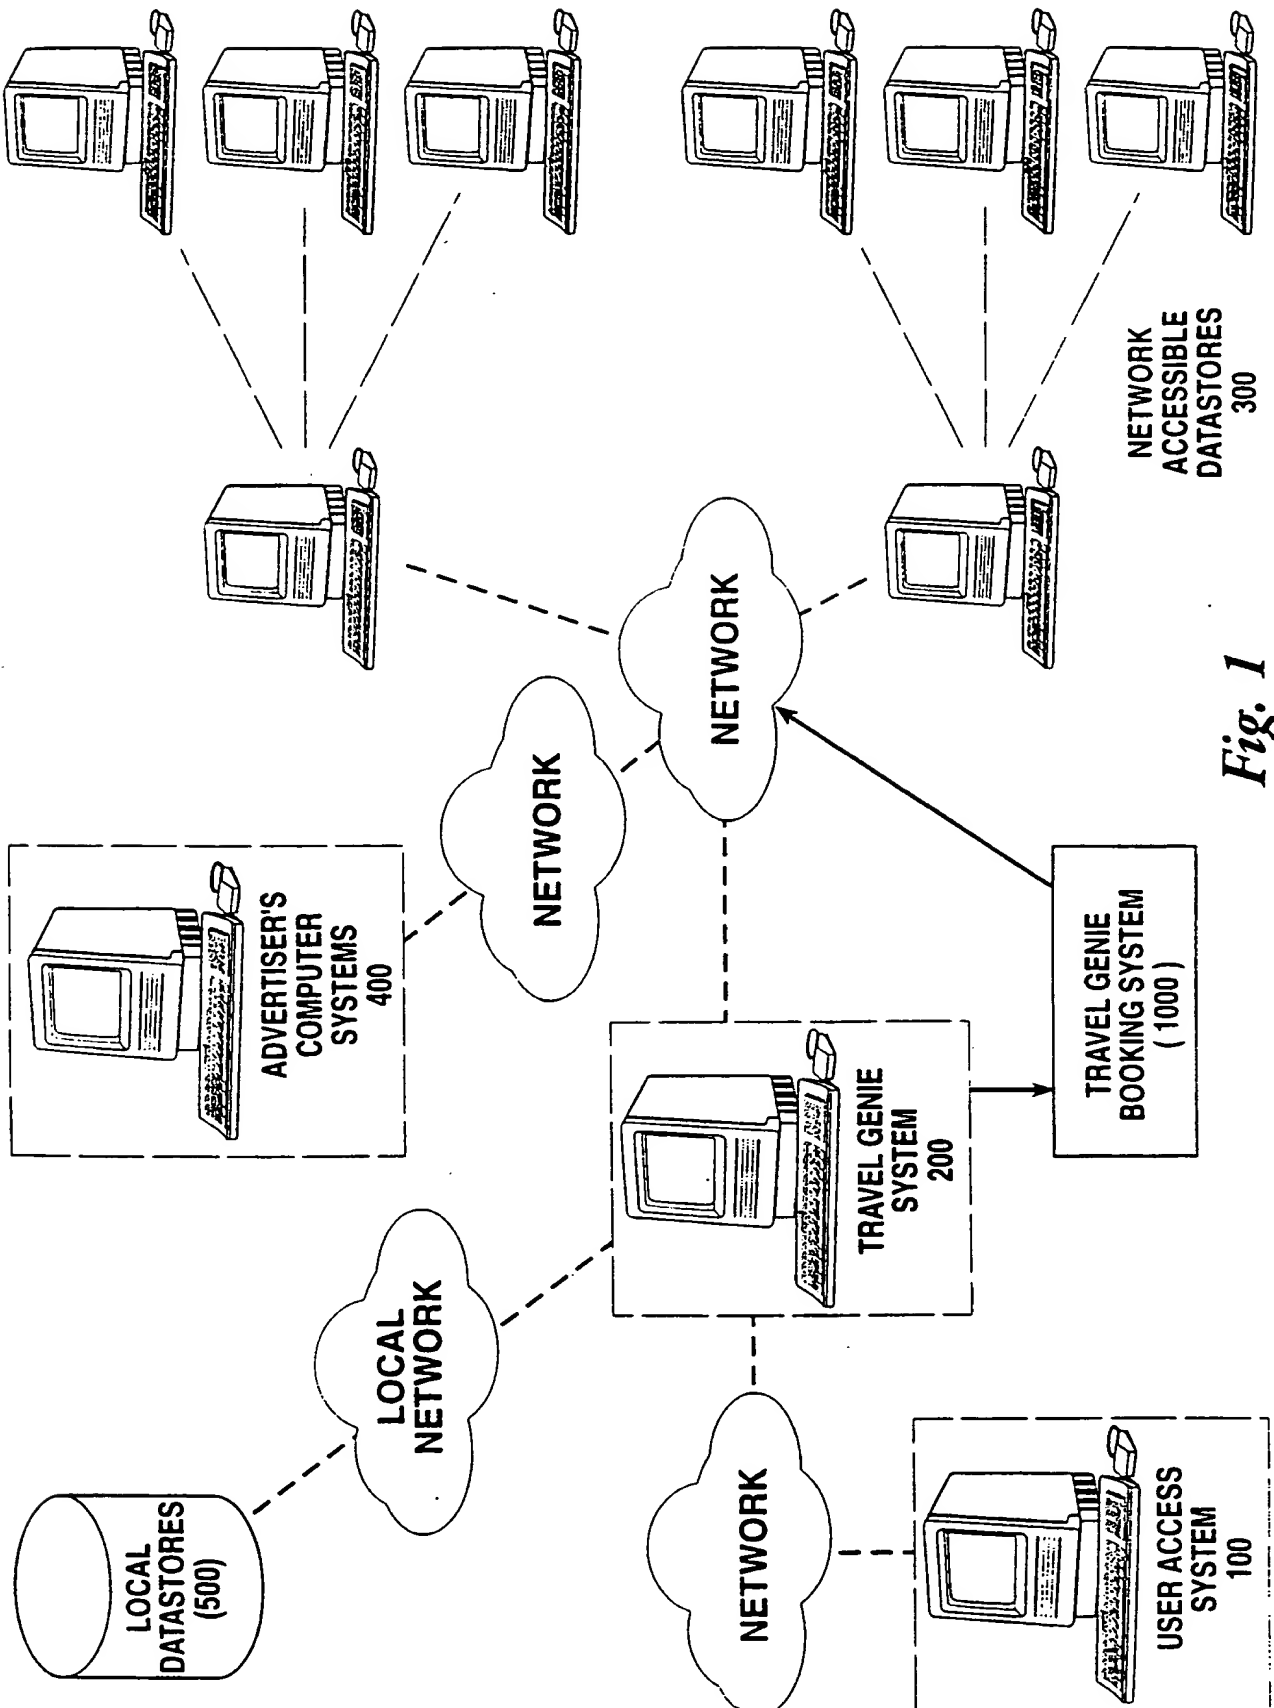 LOCAL
DATASTORES
(500)
LOCAL
NETWORK
ADVERTISER'S
COMPUTER
SYSTEMS
400
NETWORK
NETWORK
TRAVEL GENIE
SYSTEM
200
NETWORK
USER ACCESS
SYSTEM
100
TRAVEL GENIE
BOOKING SYSTEM
( 1000 )
NETWORK
ACCESSIBLE
DATASTORES
300
Fig. 1